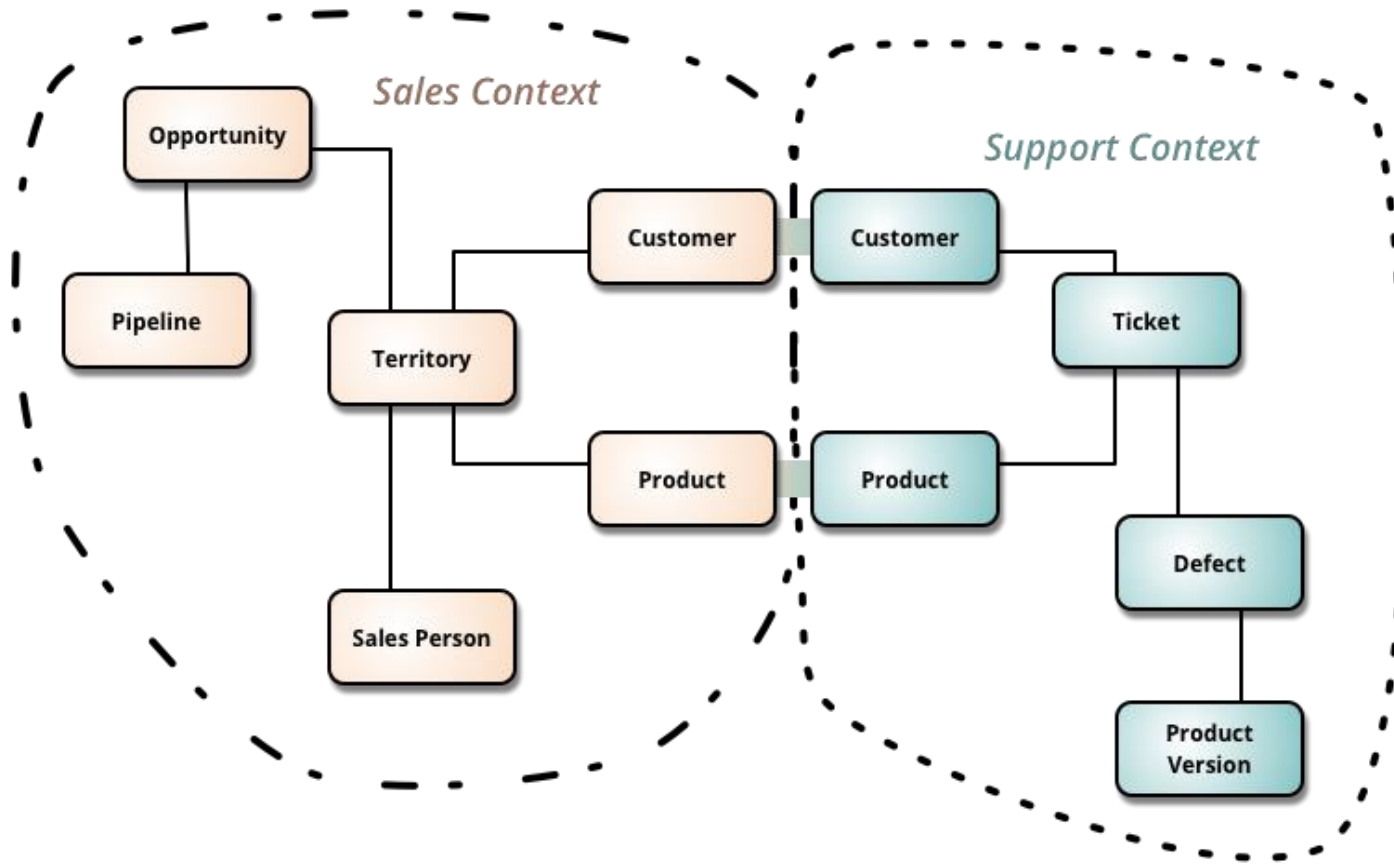 Sales Context
Opportunity
Support Context
Customer
Customer
Pipeline
Ticket
Territory
Product
Product
Defect
Sales Person
Product
Version